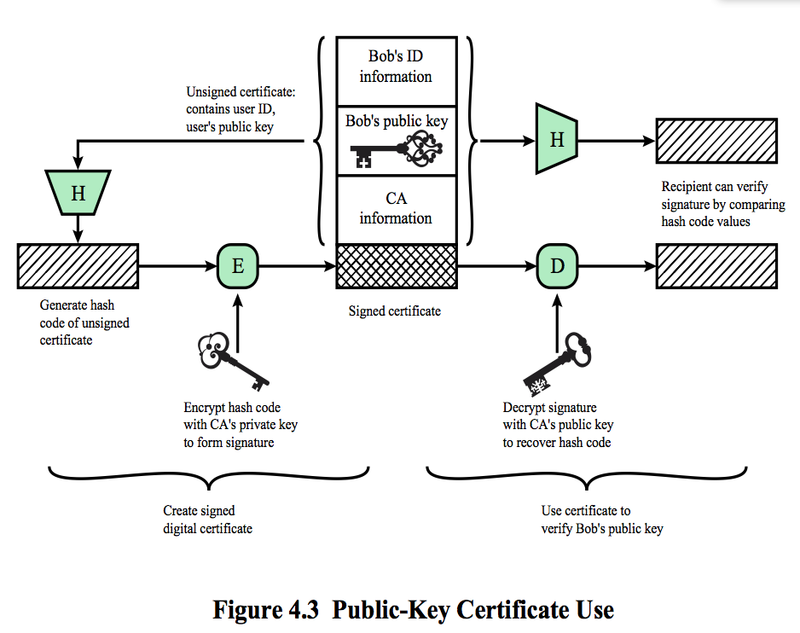 Bob's ID
information
Unsigned certificate:
contains user ID,
user's public key
Bob's public key
H
H
CA
information
Recipient can verify
signature by comparing
hash code values
E
D
Generate hash
code of unsigned
certificate
Signed certificate
Encrypt hash code
with CA's private key
to form signature
Decrypt signature
with CA's public key
to recover hash code
Create signed
digital certificate
Use certificate to
verify Bob's public key
Figure 4.3 Public-Key Certificate Use